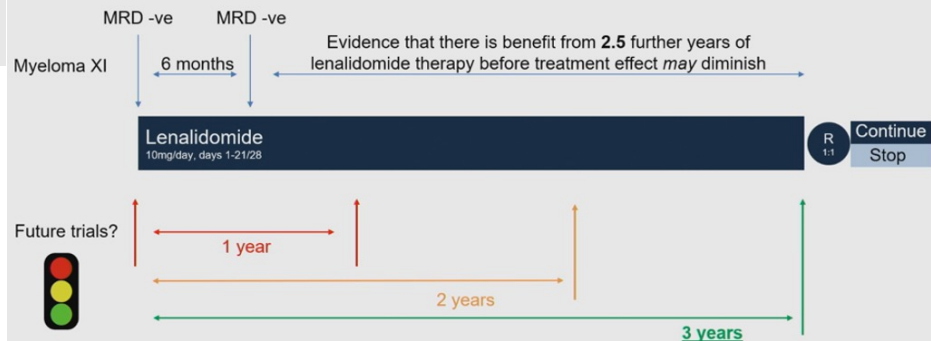 MRD -ve
MRD -ve
Evidence that there is benefit from 2.5 further years of
lenalidomide therapy before treatment effect may diminish
Myeloma XI
6 months
Lenalidomide
10mg/day, days 1-21/28
R
1:1
Continue
Stop
Future trials?
1 year
2 years
3 years